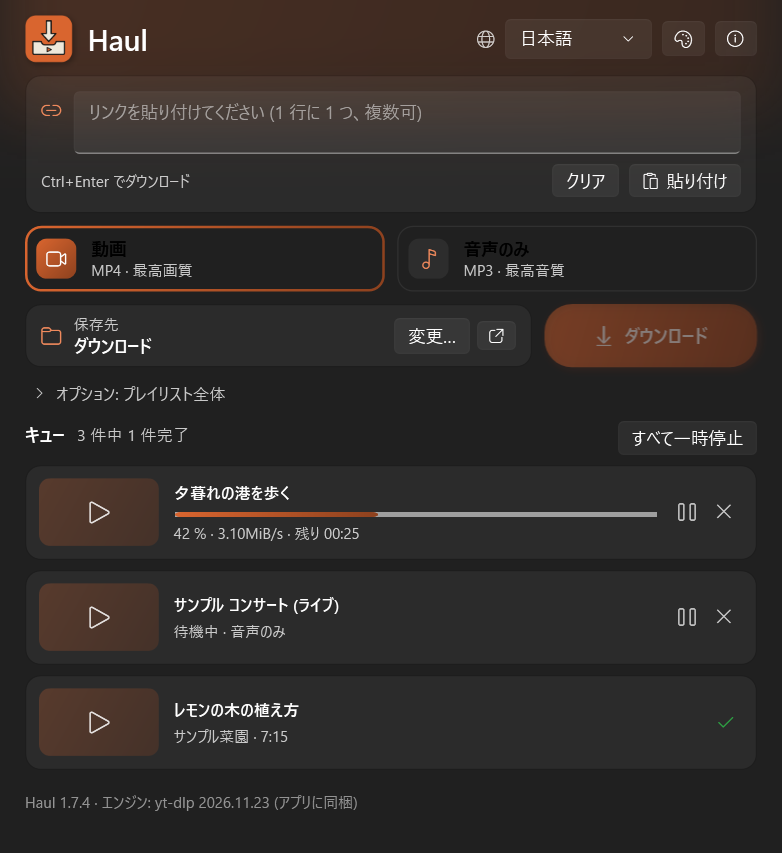 Haul
日本語
リンクを貼り付けてください (1 行に 1 つ、複数可)
Ctrl+Enter でダウンロード
クリア
貼り付け
動画
MP4 · 最高画質
音声のみ
MP3 · 最高音質
保存先
ダウンロード
変更...
ダウンロード
オプション: プレイリスト全体
キュー 3 件中 1 件完了
すべて一時停止
夕暮れの港を歩く
42 % · 3.10MiB/s · 残り 00:25
サンプル コンサート (ライブ)
待機中 · 音声のみ
レモンの木の植え方
サンプル菜園 · 7:15
Haul 1.7.4 · エンジン: yt-dlp 2026.11.23 (アプリに同梱)